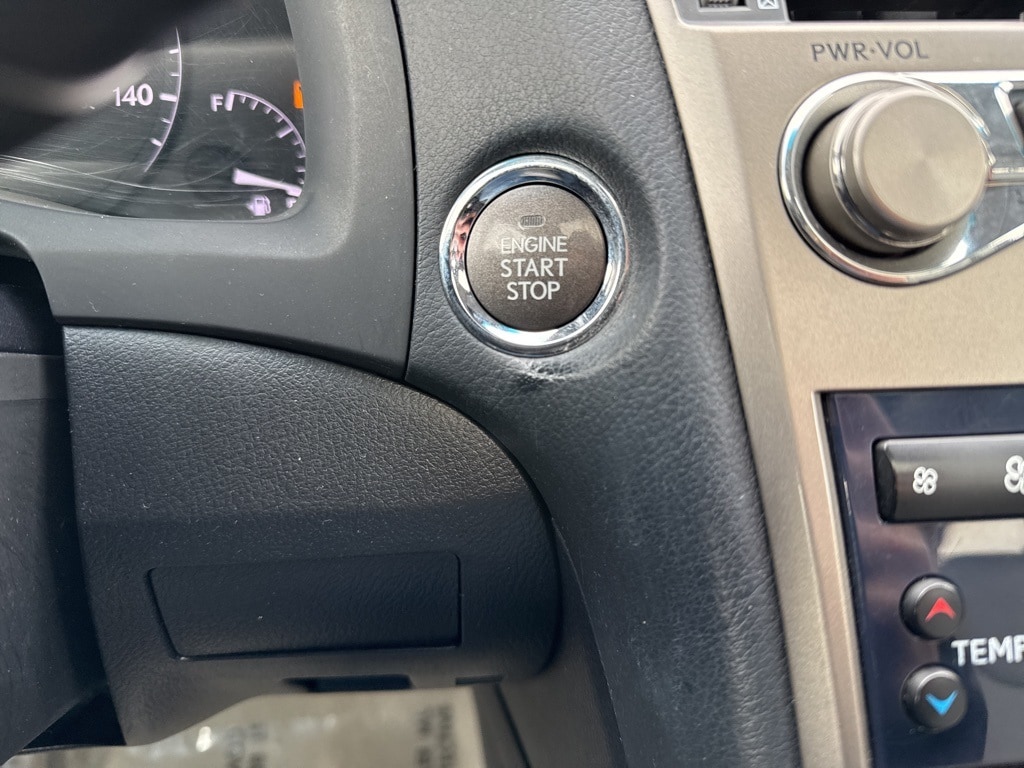 PWR·VOL
140
F
ENGINE
START
STOP
TEMP